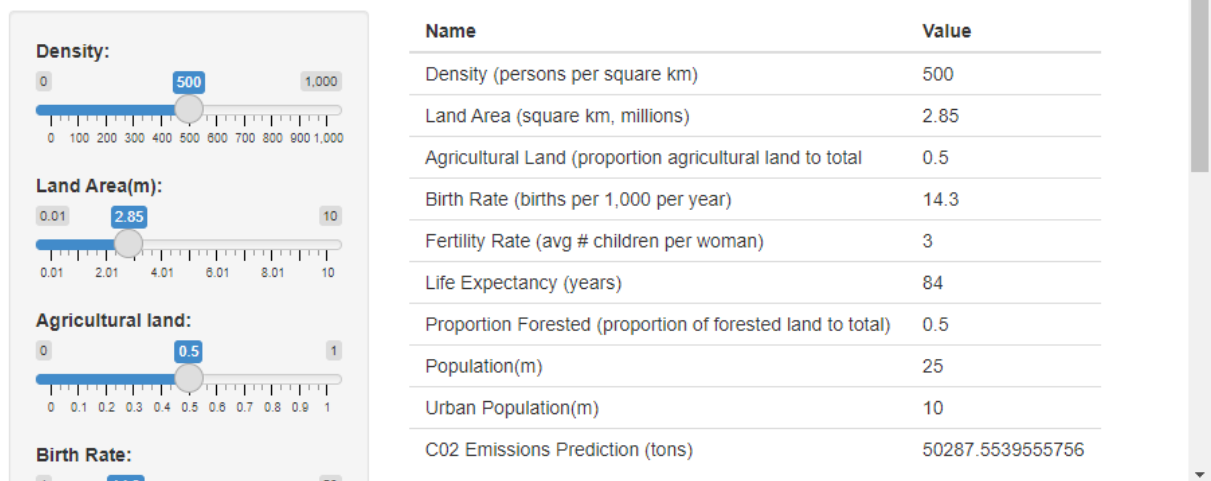 Density:
0 500 1,000
0 100 200 300 400 500 600 700 800 900 1,000
Land Area(m):
0.01 2.85 10
0.01 2.01 4.01 6.01 8.01 10
Agricultural land:
0 0.5 1
0 0.1 0.2 0.3 0.4 0.5 0.6 0.7 0.8 0.9 1
Birth Rate:
Name Value
Density (persons per square km) 500
Land Area (square km, millions) 2.85
Agricultural Land (proportion agricultural land to total 0.5
Birth Rate (births per 1,000 per year) 14.3
Fertility Rate (avg # children per woman) 3
Life Expectancy (years) 84
Proportion Forested (proportion of forested land to total) 0.5
Population(m) 25
Urban Population(m) 10
C02 Emissions Prediction (tons) 50287.5539555756